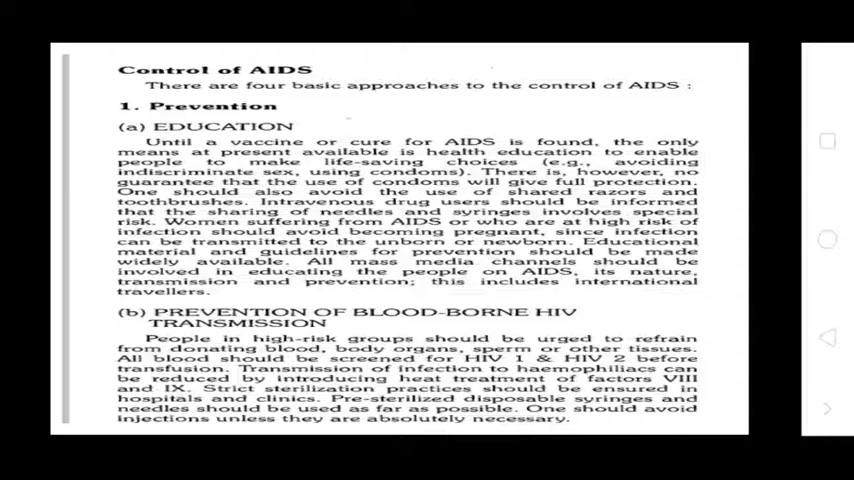 Control of AIDS
There are four basic approaches to the control of AIDS :
1. Prevention
(a) EDUCATION
Until a vaccine or cure for AIDS is found, the only
means at present available is health education to enable
people to make life-saving choices (e.g., avoiding
indiscriminate sex, using condoms). There is, however, no
guarantee that the use of condoms will give full protection.
One should also avoid the use of shared razors and
toothbrushes. Intravenous drug users should be informed
that the sharing of needles and syringes involves special
risk. Women suffering from AIDS or who are at high risk of
infection should avoid becoming pregnant, since infection
can be transmitted to the unborn or newborn. Educational
material and guidelines for prevention should be made
widely available. All mass media channels should be
involved in educating the people on AIDS, its nature,
transmission and prevention; this includes international
travellers.
(b) PREVENTION OF BLOOD-BORNE HIV
TRANSMISSION
People in high-risk groups should be urged to refrain
from donating blood, body organs, sperm or other tissues.
All blood should be screened for HIV 1 & HIV 2 before
transfusion. Transmission of infection to haemophiliacs can
be reduced by introducing heat treatment of factors VIII
and IX. Strict sterilization practices should be ensured in
hospitals and clinics. Pre-sterilized disposable syringes and
needles should be used as far as possible. One should avoid
injections unless they are absolutely necessary.